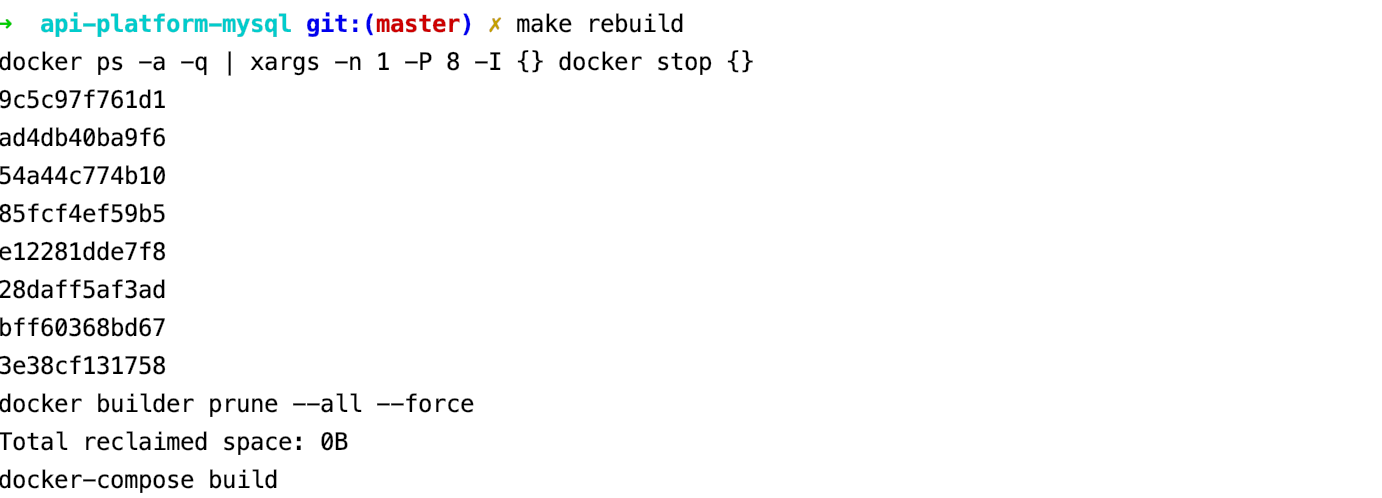 → api-platform-mysql git:(master) ✗ make rebuild
docker ps -a -q | xargs -n 1 -P 8 -I {} docker stop {}
9c5c97f761d1
ad4db40ba9f6
54a44c774b10
85fcf4ef59b5
e12281dde7f8
28daff5af3ad
bff60368bd67
3e38cf131758
docker builder prune --all --force
Total reclaimed space: 0B
docker-compose build